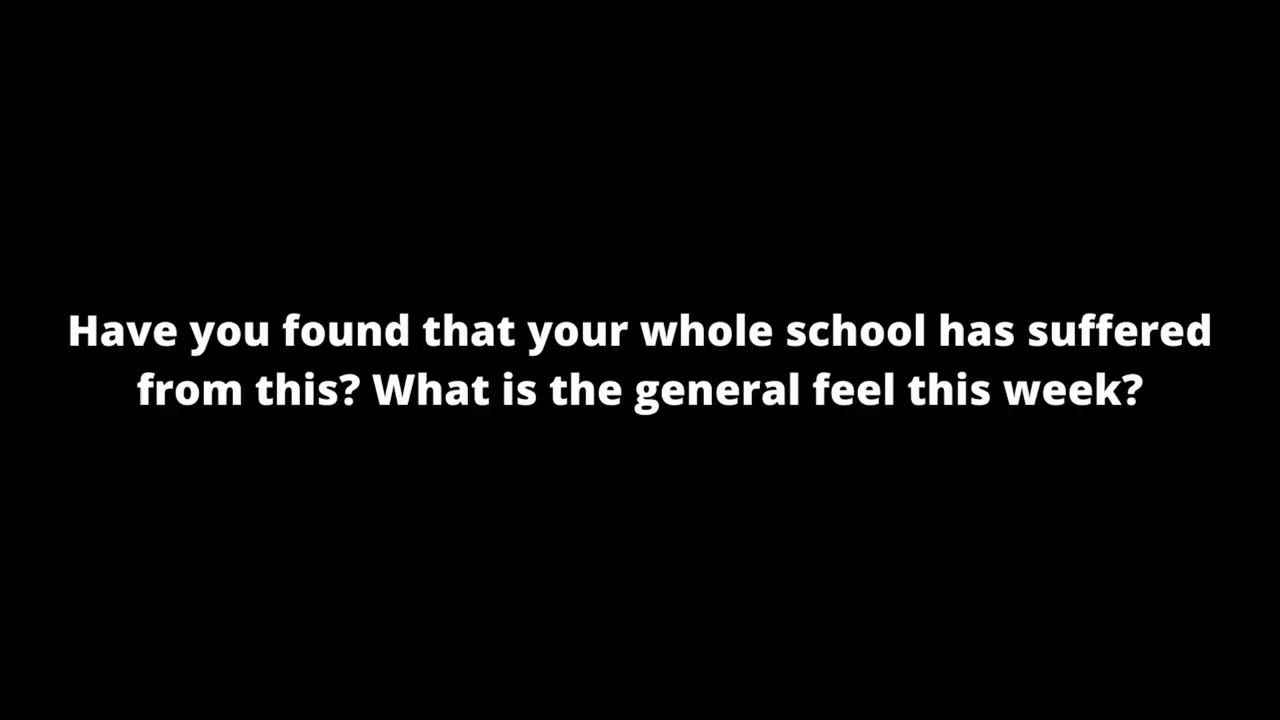 Have you found that your whole school has suffered
from this? What is the general feel this week?